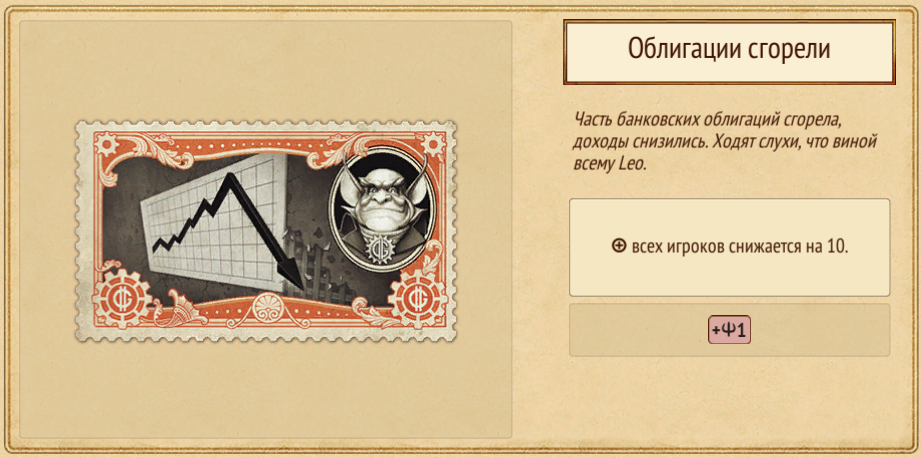 Облигации сгорели
Часть банковских облигаций сгорела,
доходы снизились. Ходят слухи, что виной
всему Leo.
⊕ всех игроков снижается на 10.
+Ψ1